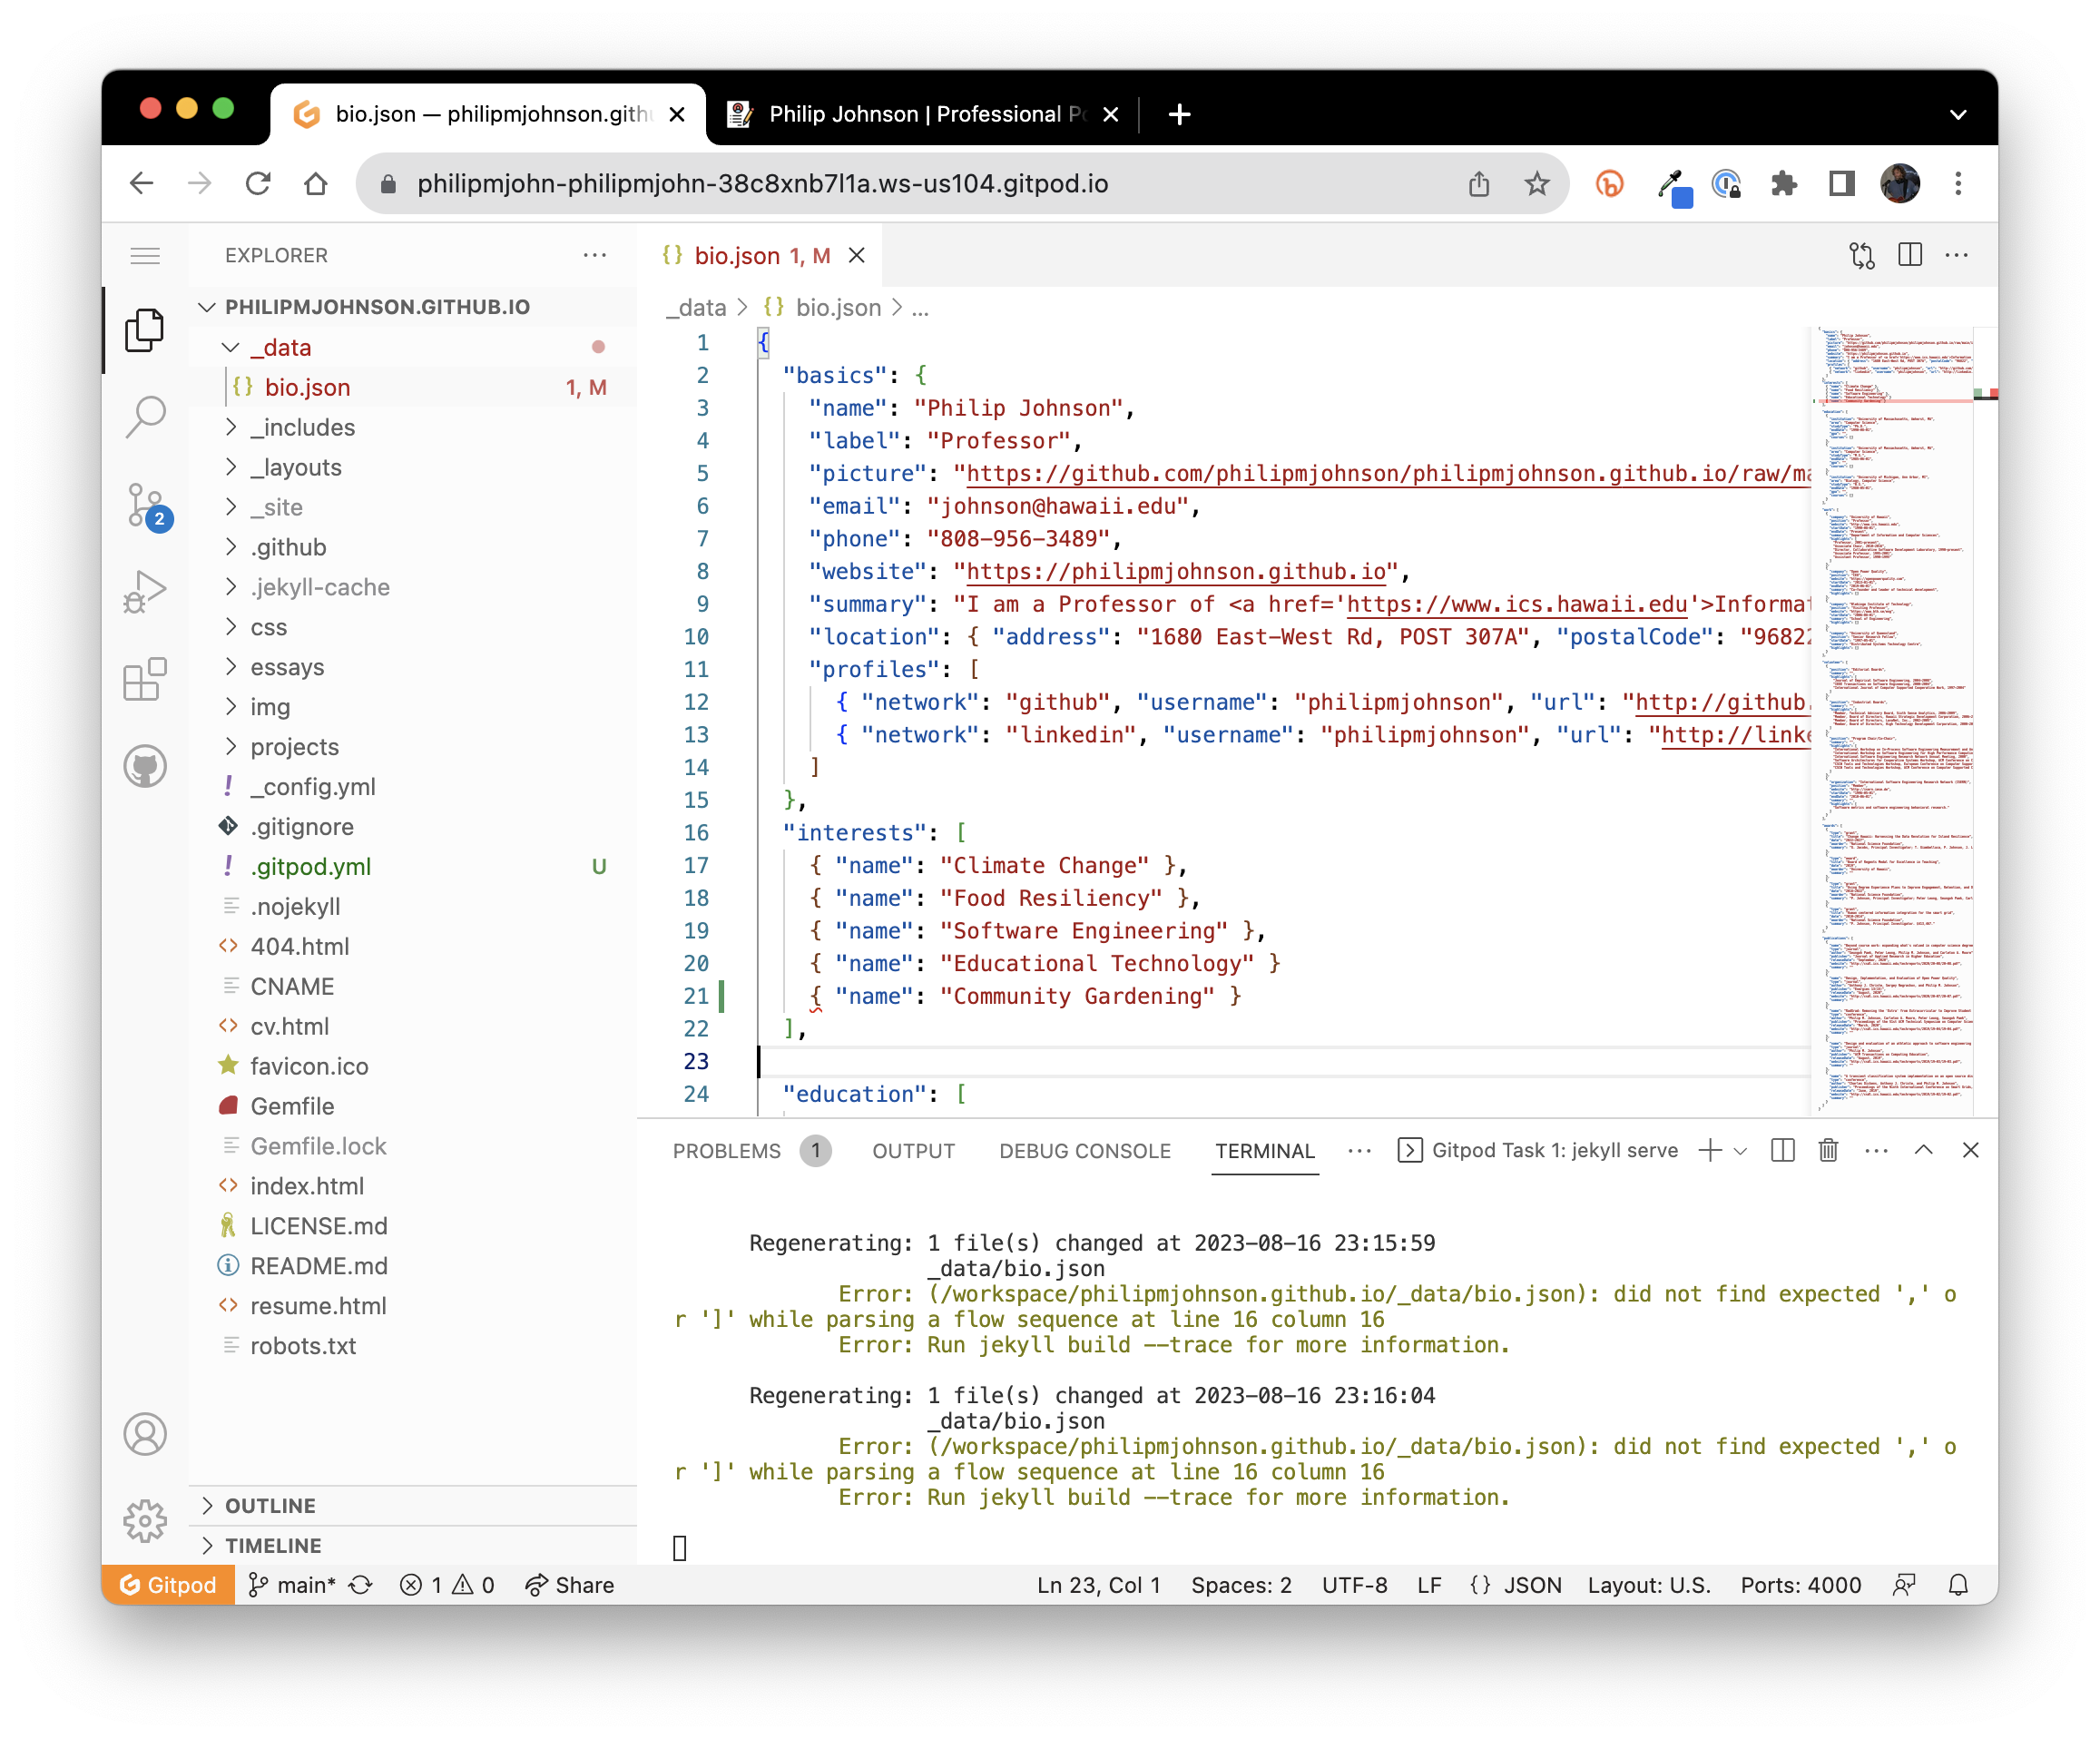 bio.json — philipmjohnson.gith
Philip Johnson | Professional P
philipmjohn-philipmjohn-38c8xnb7l1a.ws-us104.gitpod.io
EXPLORER
PHILIPMJOHNSON.GITHUB.IO
_data
bio.json 1, M
_includes
_layouts
_site
2
.github
.jekyll-cache
css
essays
img
projects
_config.yml
.gitignore
.gitpod.yml U
.nojekyll
404.html
CNAME
cv.html
favicon.ico
Gemfile
Gemfile.lock
index.html
LICENSE.md
README.md
resume.html
robots.txt
OUTLINE
TIMELINE
{} bio.json 1, M
_data > {} bio.json > ...
1 {
2 "basics": {
3 "name": "Philip Johnson",
4 "label": "Professor",
5 "picture": "https://github.com/philipmjohnson/philipmjohnson.github.io/raw/ma
6 "email": "johnson@hawaii.edu",
7 "phone": "808-956-3489",
8 "website": "https://philipmjohnson.github.io",
9 "summary": "I am a Professor of <a href='https://www.ics.hawaii.edu'>Informat
10 "location": { "address": "1680 East-West Rd, POST 307A", "postalCode": "96822
11 "profiles": [
12 { "network": "github", "username": "philipmjohnson", "url": "http://github.
13 { "network": "linkedin", "username": "philipmjohnson", "url": "http://linke
14 ]
15 },
16 "interests": [
17 { "name": "Climate Change" },
18 { "name": "Food Resiliency" },
19 { "name": "Software Engineering" },
20 { "name": "Educational Technology" }
21 { "name": "Community Gardening" }
22 ],
23
24 "education": [
PROBLEMS 1 OUTPUT DEBUG CONSOLE TERMINAL ... Gitpod Task 1: jekyll serve
Regenerating: 1 file(s) changed at 2023-08-16 23:15:59
_data/bio.json
Error: (/workspace/philipmjohnson.github.io/_data/bio.json): did not find expected ',' o
r ']' while parsing a flow sequence at line 16 column 16
Error: Run jekyll build --trace for more information.
Regenerating: 1 file(s) changed at 2023-08-16 23:16:04
_data/bio.json
Error: (/workspace/philipmjohnson.github.io/_data/bio.json): did not find expected ',' o
r ']' while parsing a flow sequence at line 16 column 16
Error: Run jekyll build --trace for more information.
Gitpod main* 1 0 Share Ln 23, Col 1 Spaces: 2 UTF-8 LF {} JSON Layout: U.S. Ports: 4000